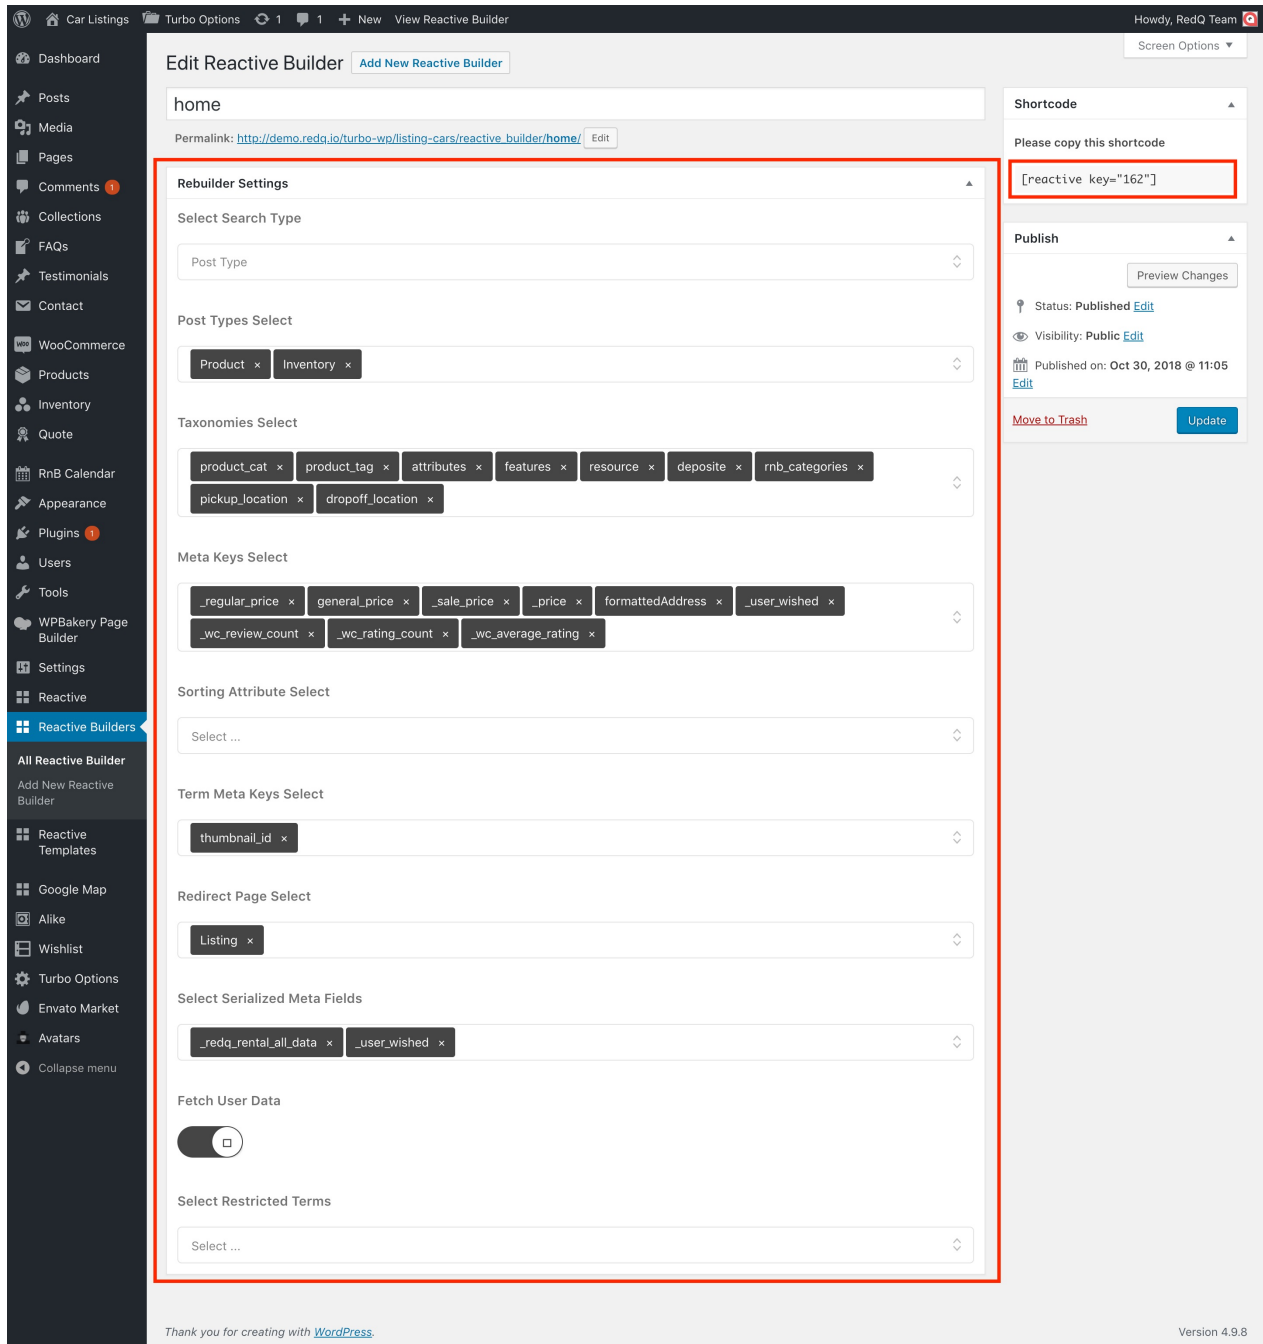 Car Listings Turbo Options 1 1 + New View Reactive Builder Howdy, RedQ Team
Screen Options ▼
Dashboard
Posts
Media
Pages
Comments 1
Collections
FAQs
Testimonials
Contact
WooCommerce
Products
Inventory
Quote
RnB Calendar
Appearance
Plugins 1
Users
Tools
WPBakery Page
Builder
Settings
Reactive
Reactive Builders
All Reactive Builder
Add New Reactive
Builder
Reactive
Templates
Google Map
Alike
Wishlist
Turbo Options
Envato Market
Avatars
Collapse menu
Edit Reactive Builder Add New Reactive Builder
home
Permalink: http://demo.redq.io/turbo-wp/listing-cars/reactive_builder/home/ Edit
Rebuilder Settings ▲
Select Search Type
Post Type
Post Types Select
Product × Inventory ×
Taxonomies Select
product_cat × product_tag × attributes × features × resource × deposite × rnb_categories ×
pickup_location × dropoff_location ×
Meta Keys Select
_regular_price × general_price × _sale_price × _price × formattedAddress × _user_wished ×
_wc_review_count × _wc_rating_count × _wc_average_rating ×
Sorting Attribute Select
Select ...
Term Meta Keys Select
thumbnail_id ×
Redirect Page Select
Listing ×
Select Serialized Meta Fields
_redq_rental_all_data × _user_wished ×
Fetch User Data
Select Restricted Terms
Select ...
Shortcode ▲
Please copy this shortcode
[reactive key="162"]
Publish ▲
Preview Changes
Status: Published Edit
Visibility: Public Edit
Published on: Oct 30, 2018 @ 11:05
Edit
Move to Trash Update
Thank you for creating with WordPress. Version 4.9.8